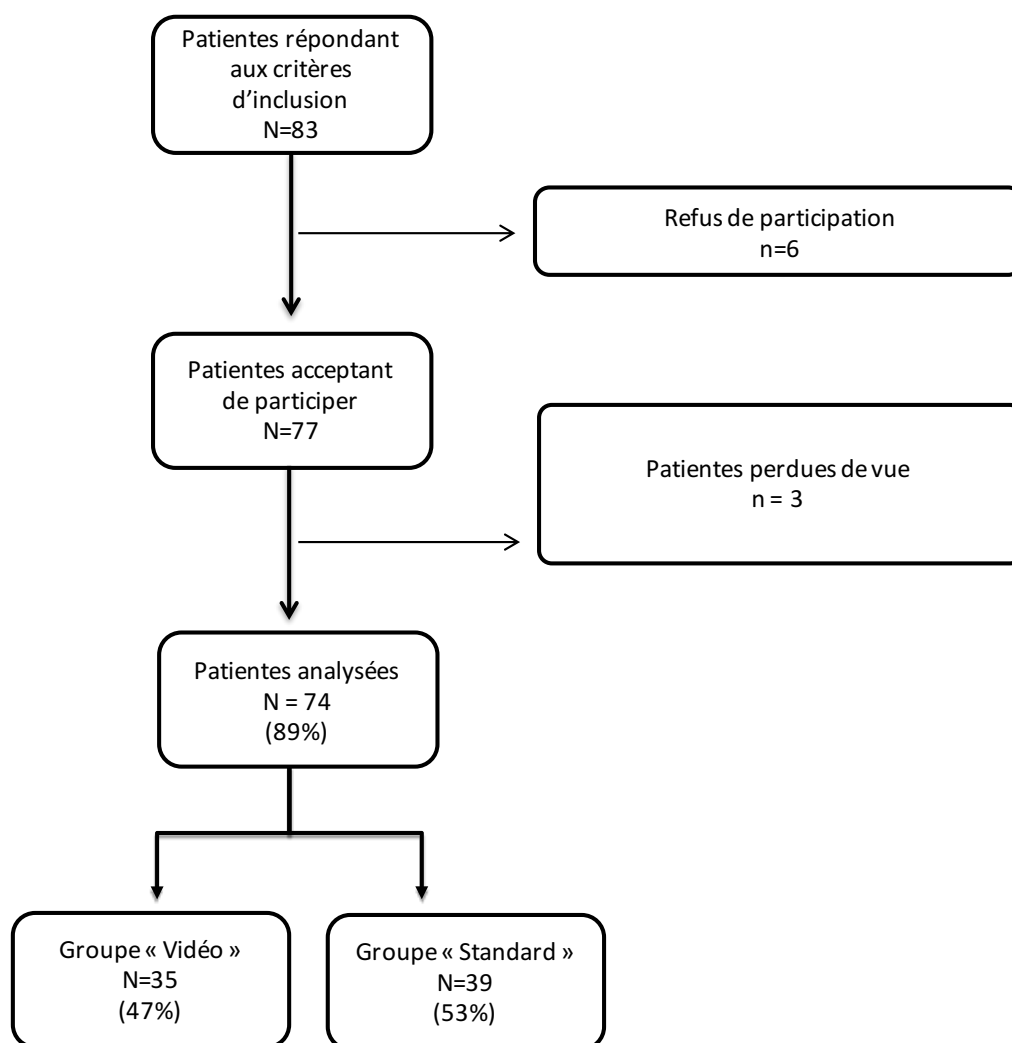 Patientes répondant
aux critères
d’inclusion
N=83
Refus de participation
n=6
Patientes acceptant
de participer
N=77
Patientes perdues de vue
n = 3
Patientes analysées
N = 74
(89%)
Groupe « Vidéo »
N=35
(47%)
Groupe « Standard »
N=39
(53%)